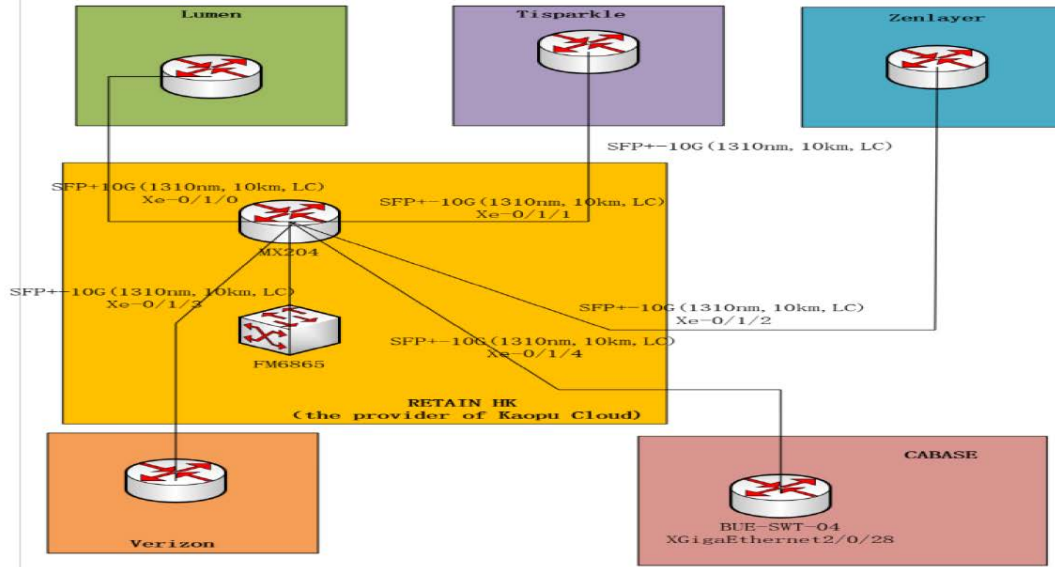 Lumen
Tisparkle
Zenlayer
SFP+-10G(1310nm, 10km, LC)
SFP+10G(1310nm, 10km, LC)
Xe-0/1/0
SFP+-10G(1310nm, 10km, LC)
Xe-0/1/1
MX204
SFP+-10G(1310nm, 10km, LC)
Xe-0/1/3
SFP+-10G(1310nm, 10km, LC)
Xe-0/1/2
SFP+-10G(1310nm, 10km, LC)
Xe-0/1/4
FM6865
RETAIN HK
(the provider of Kaopu Cloud)
CABASE
BUE-SWT-04
XGigaEthernet2/0/28
Verizon